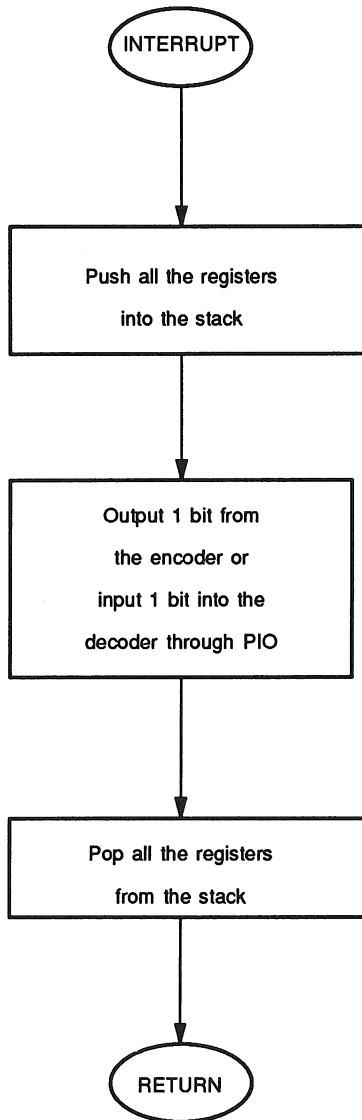 INTERRUPT
Push all the registers
into the stack
Output 1 bit from
the encoder or
input 1 bit into the
decoder through PIO
Pop all the registers
from the stack
RETURN